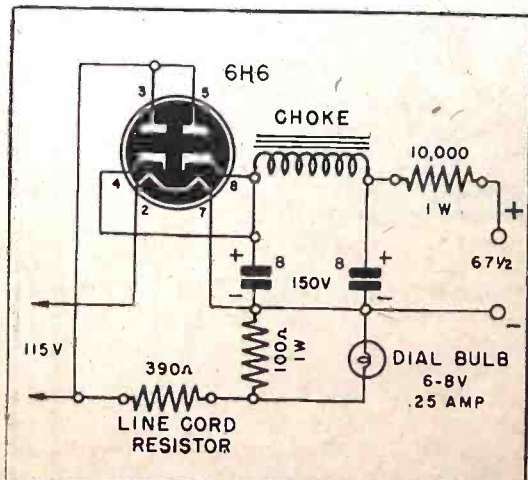 6H6
3 5
CHOKE
10,000
1 W
4 8
2 7
+
67½
-
+ 8
-
150V
8 +
-
115V
100Ω
1W
390Ω
LINE CORD
RESISTOR
DIAL BULB
6-8V
.25 AMP